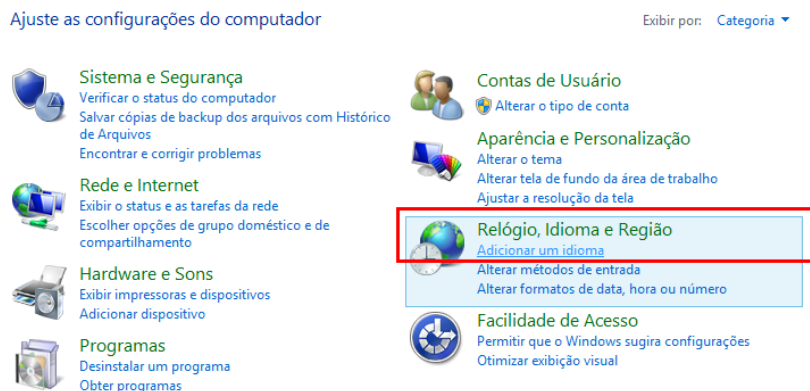 Ajuste as configurações do computador
Exibir por: Categoria
Sistema e Segurança
Verificar o status do computador
Salvar cópias de backup dos arquivos com Histórico
de Arquivos
Encontrar e corrigir problemas
Rede e Internet
Exibir o status e as tarefas da rede
Escolher opções de grupo doméstico e de
compartilhamento
Hardware e Sons
Exibir impressoras e dispositivos
Adicionar dispositivo
Programas
Desinstalar um programa
Obter programas
Contas de Usuário
Alterar o tipo de conta
Aparência e Personalização
Alterar o tema
Alterar tela de fundo da área de trabalho
Ajustar a resolução da tela
Relógio, Idioma e Região
Adicionar um idioma
Alterar métodos de entrada
Alterar formatos de data, hora ou número
Facilidade de Acesso
Permitir que o Windows sugira configurações
Otimizar exibição visual